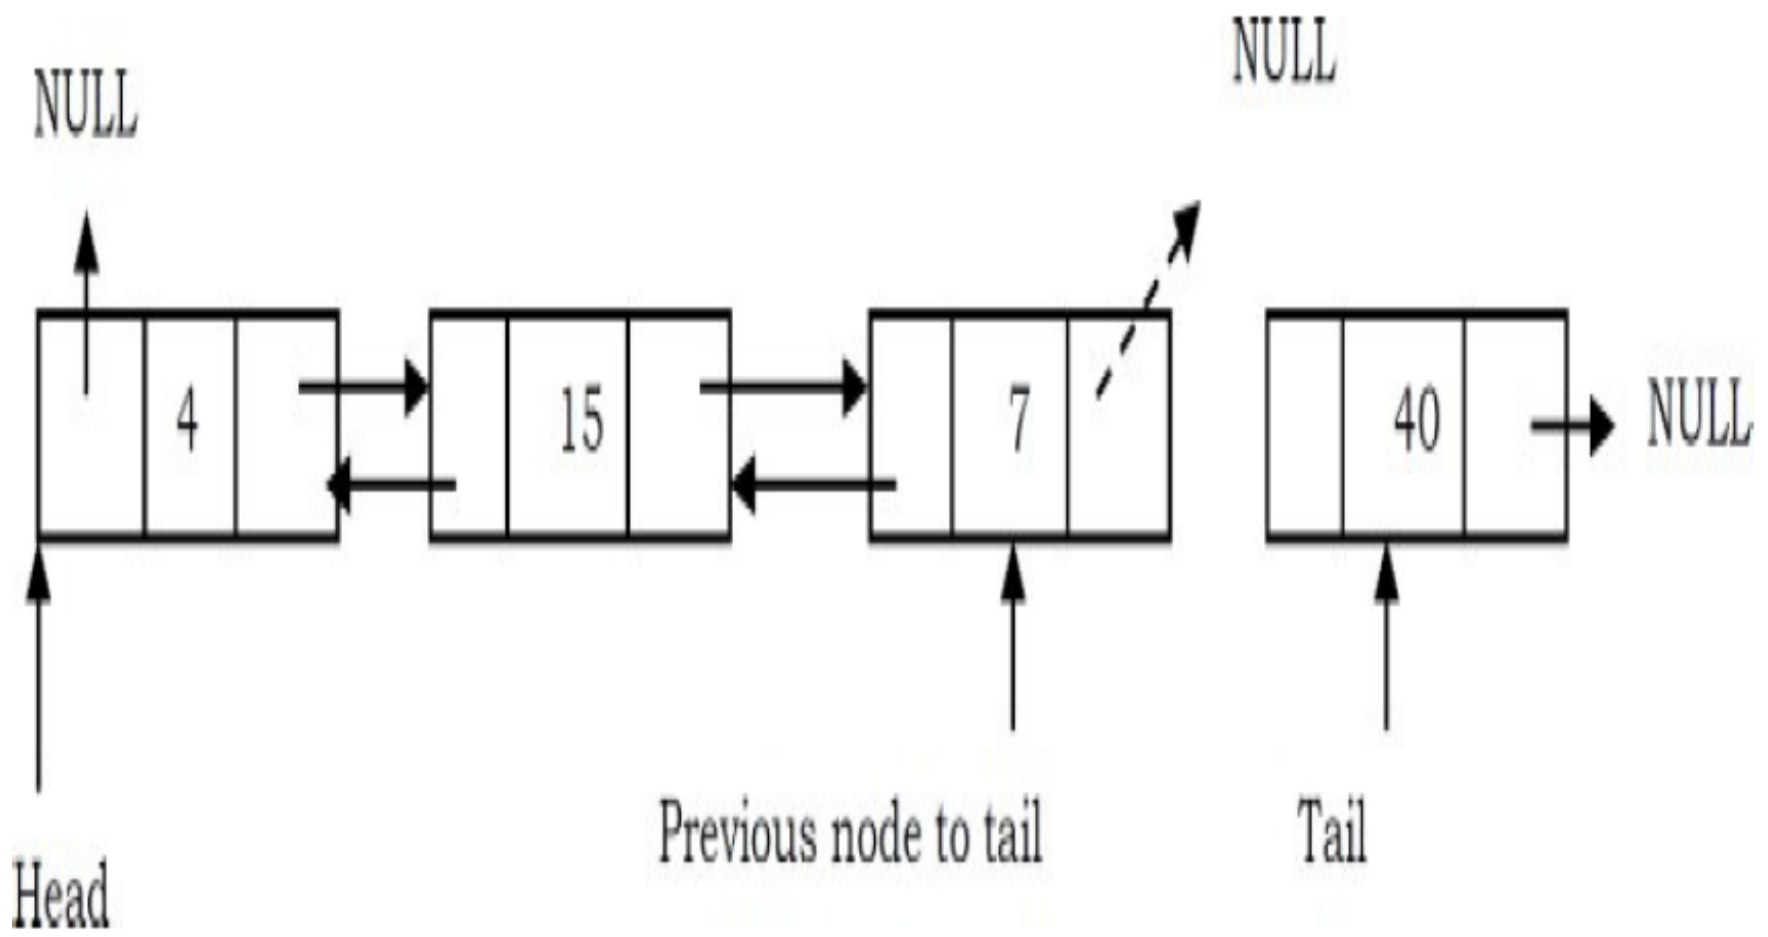 NULL
NULL
4
15
7
40
NULL
Previous node to tail
Tail
Head